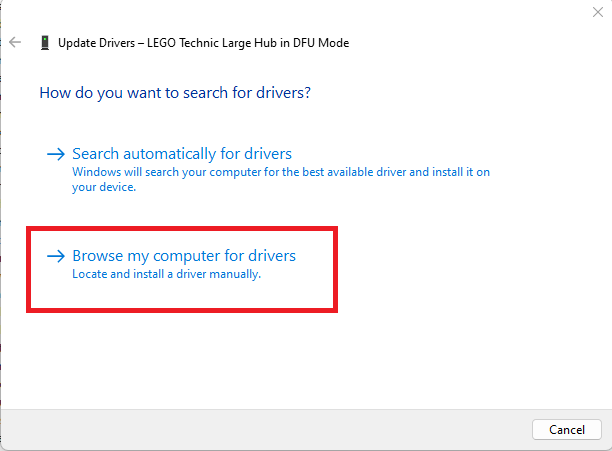 Update Drivers – LEGO Technic Large Hub in DFU Mode
How do you want to search for drivers?
Search automatically for drivers
Windows will search your computer for the best available driver and install it on
your device.
Browse my computer for drivers
Locate and install a driver manually.
Cancel